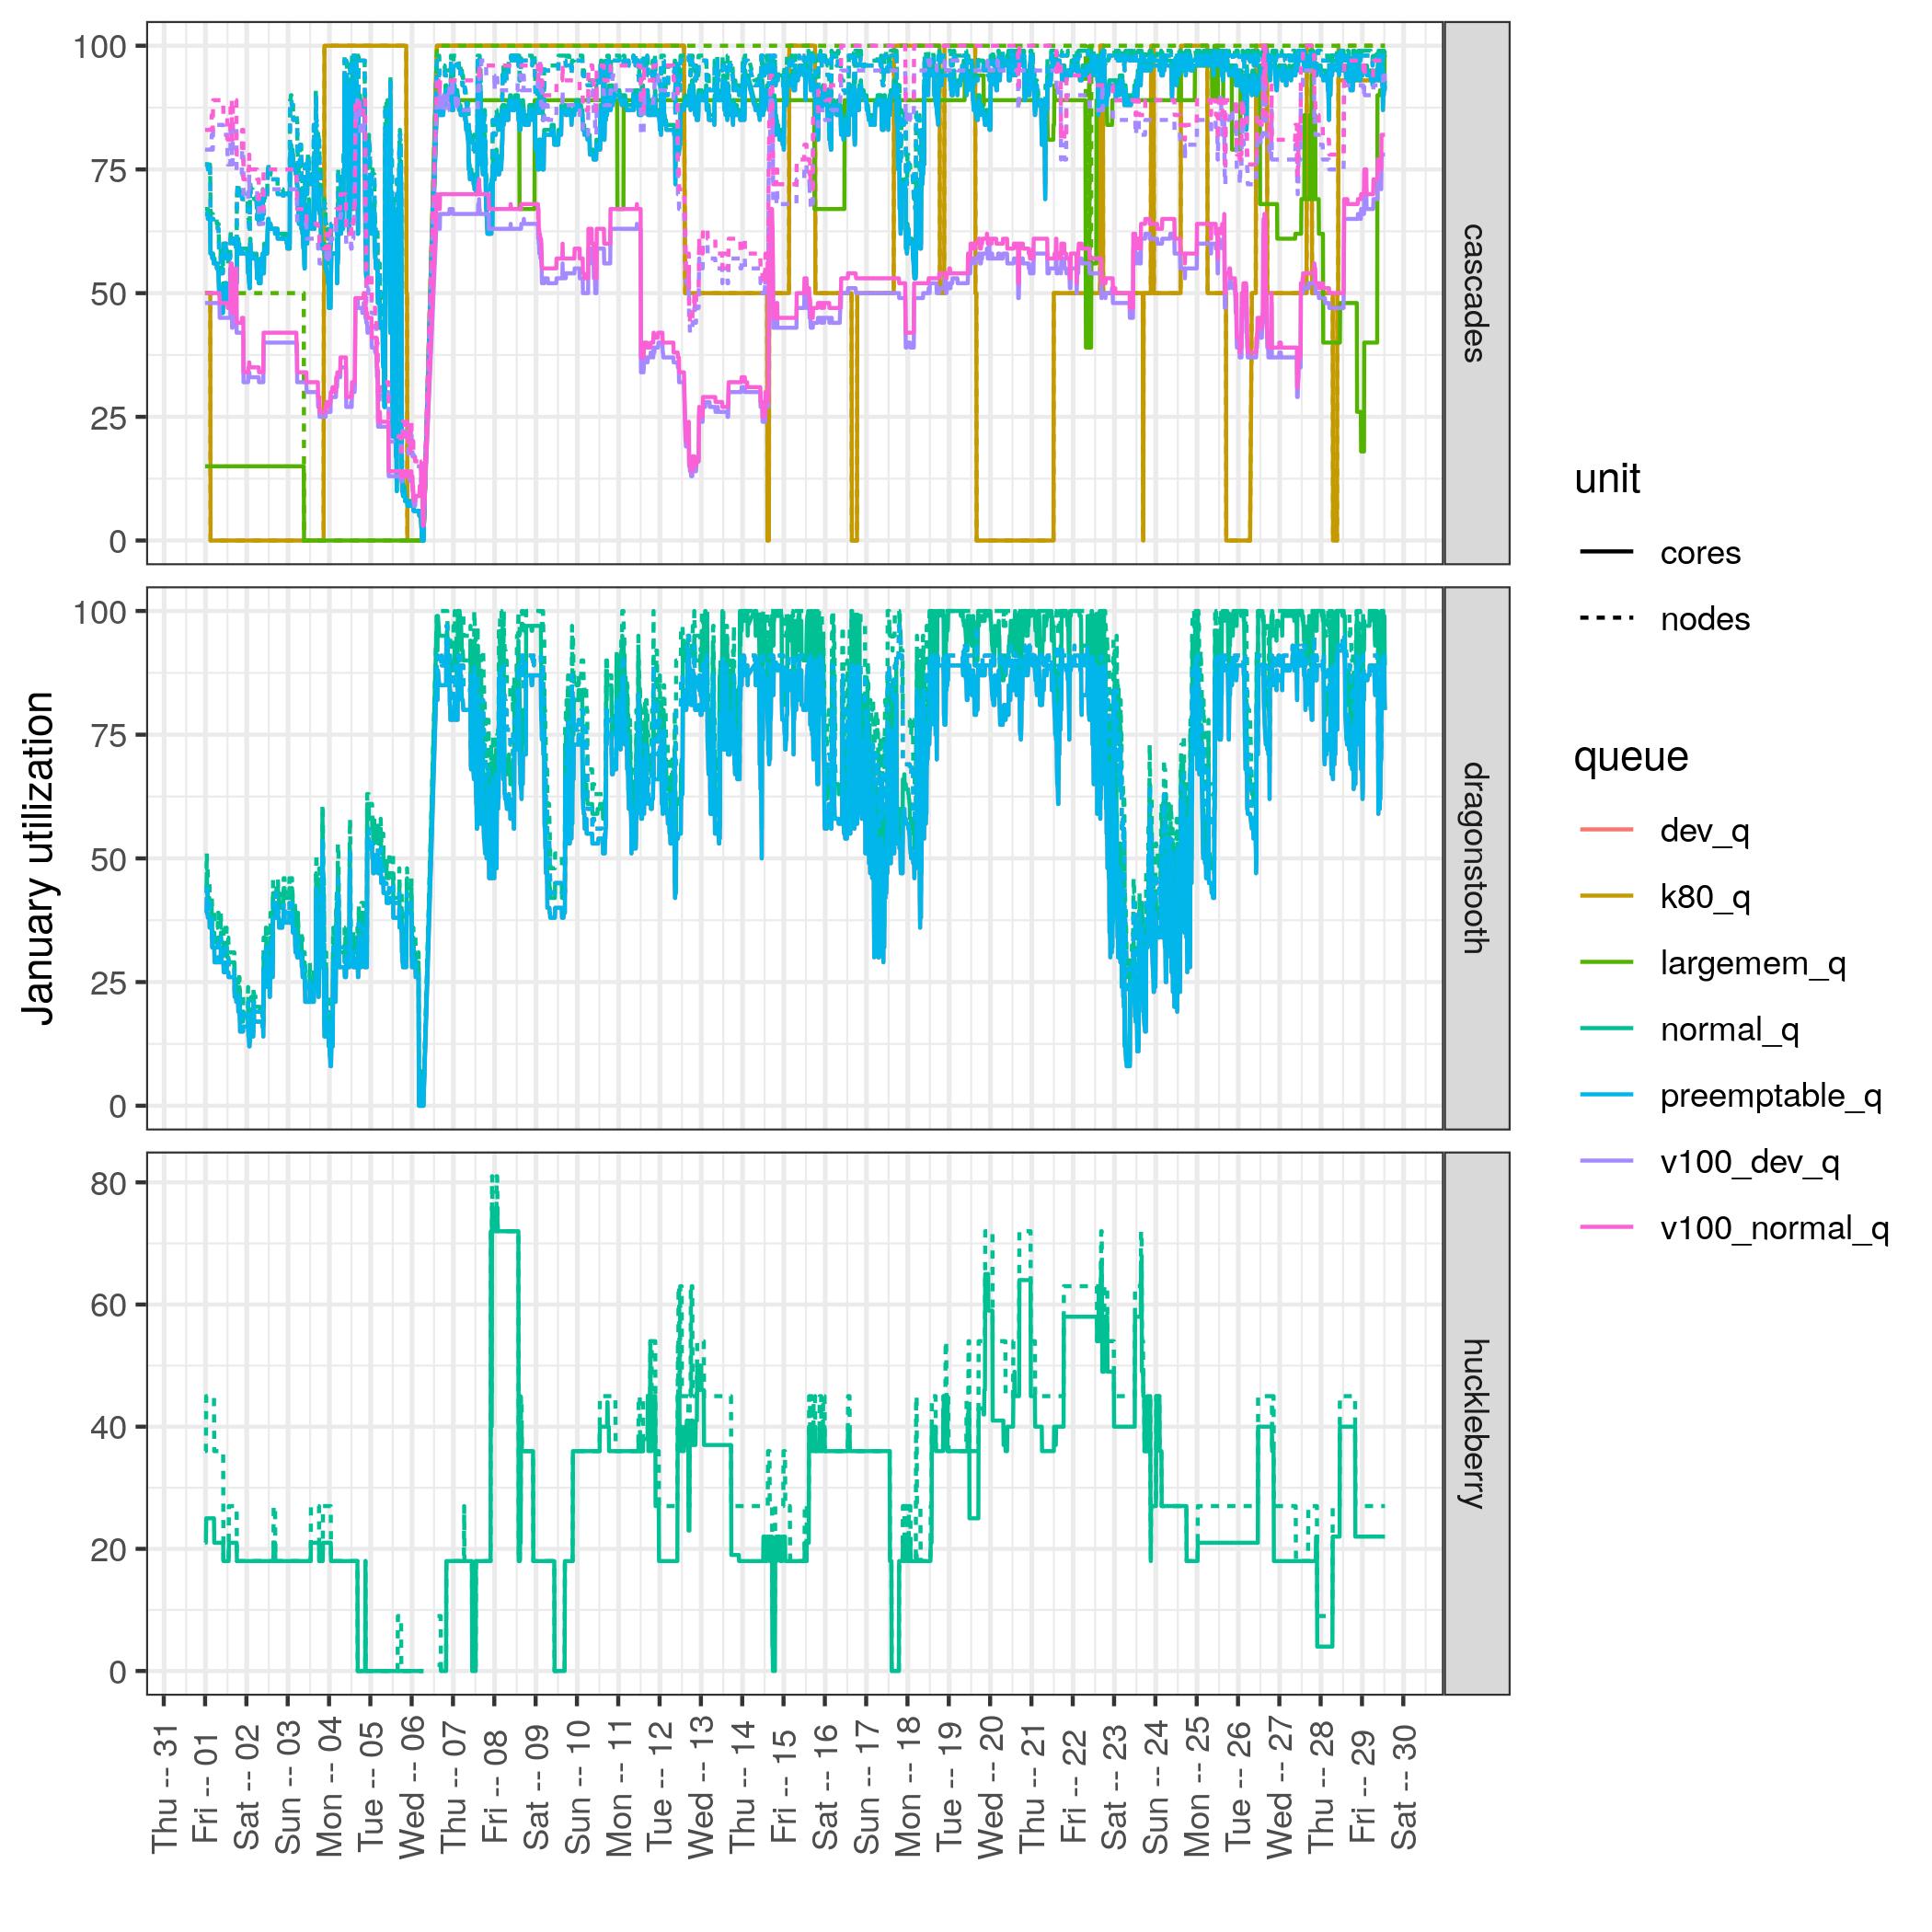 January utilization
100
75
50
25
0
cascades
100
75
50
25
0
dragonstooth
80
60
40
20
0
huckleberry
Thu -- 31
Fri -- 01
Sat -- 02
Sun -- 03
Mon -- 04
Tue -- 05
Wed -- 06
Thu -- 07
Fri -- 08
Sat -- 09
Sun -- 10
Mon -- 11
Tue -- 12
Wed -- 13
Thu -- 14
Fri -- 15
Sat -- 16
Sun -- 17
Mon -- 18
Tue -- 19
Wed -- 20
Thu -- 21
Fri -- 22
Sat -- 23
Sun -- 24
Mon -- 25
Tue -- 26
Wed -- 27
Thu -- 28
Fri -- 29
Sat -- 30
unit
cores
nodes
queue
dev_q
k80_q
largemem_q
normal_q
preemptable_q
v100_dev_q
v100_normal_q